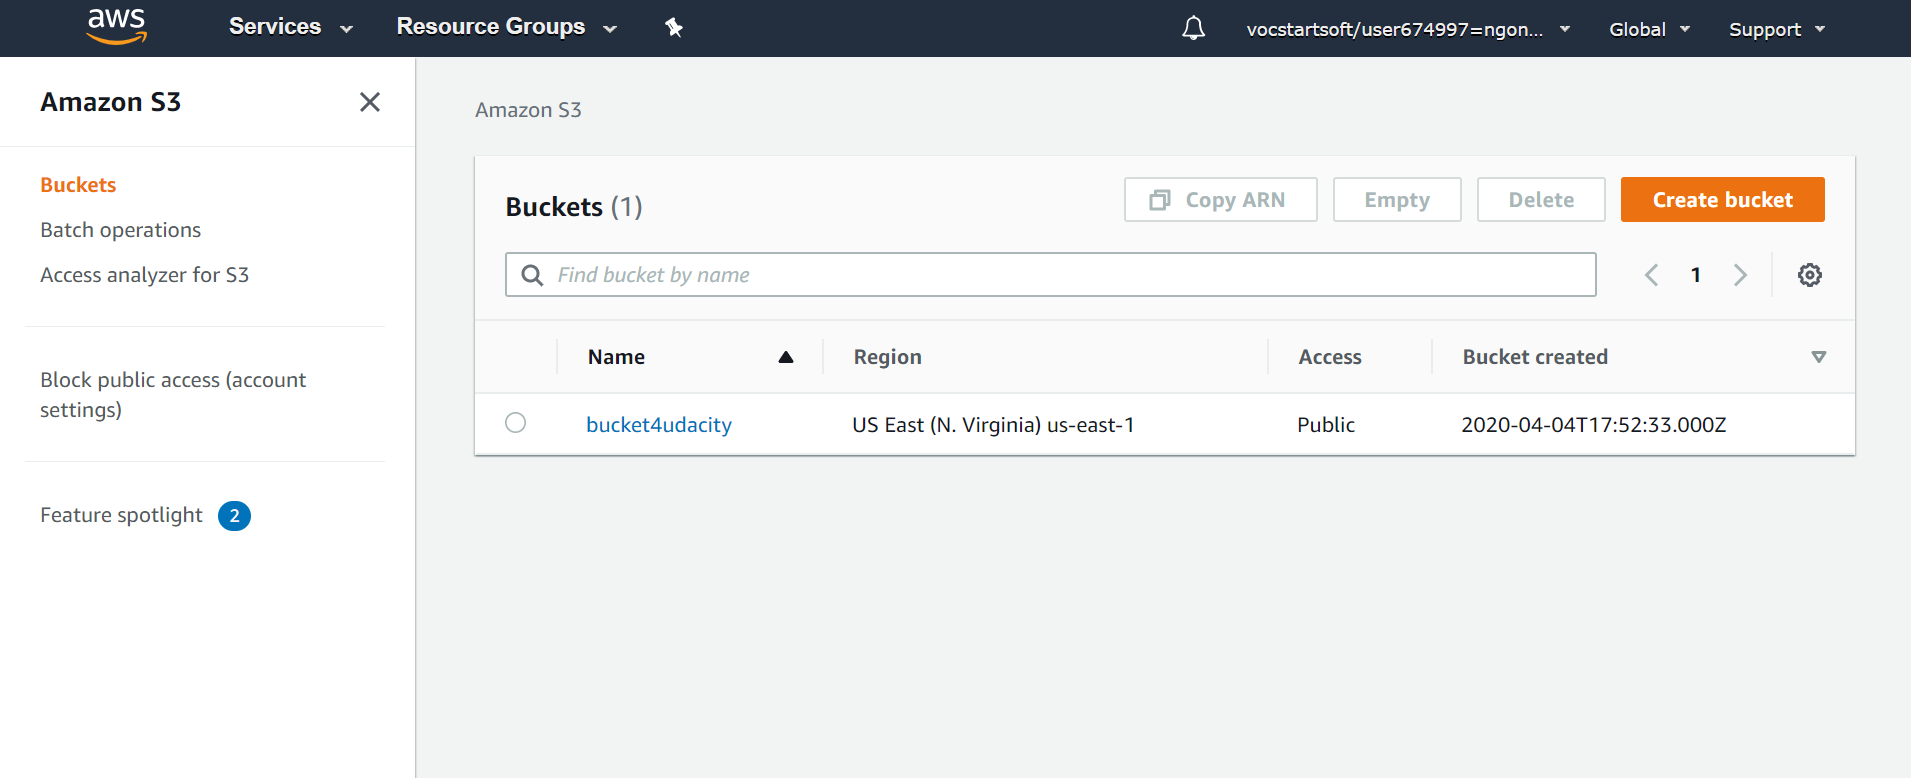 aws Services Resource Groups vocstartsoft/user674997=ngon... Global Support
Amazon S3
Buckets
Batch operations
Access analyzer for S3
Block public access (account
settings)
Feature spotlight 2
Amazon S3
Buckets (1) Copy ARN Empty Delete Create bucket
Find bucket by name 1
Name Region Access Bucket created
bucket4udacity US East (N. Virginia) us-east-1 Public 2020-04-04T17:52:33.000Z